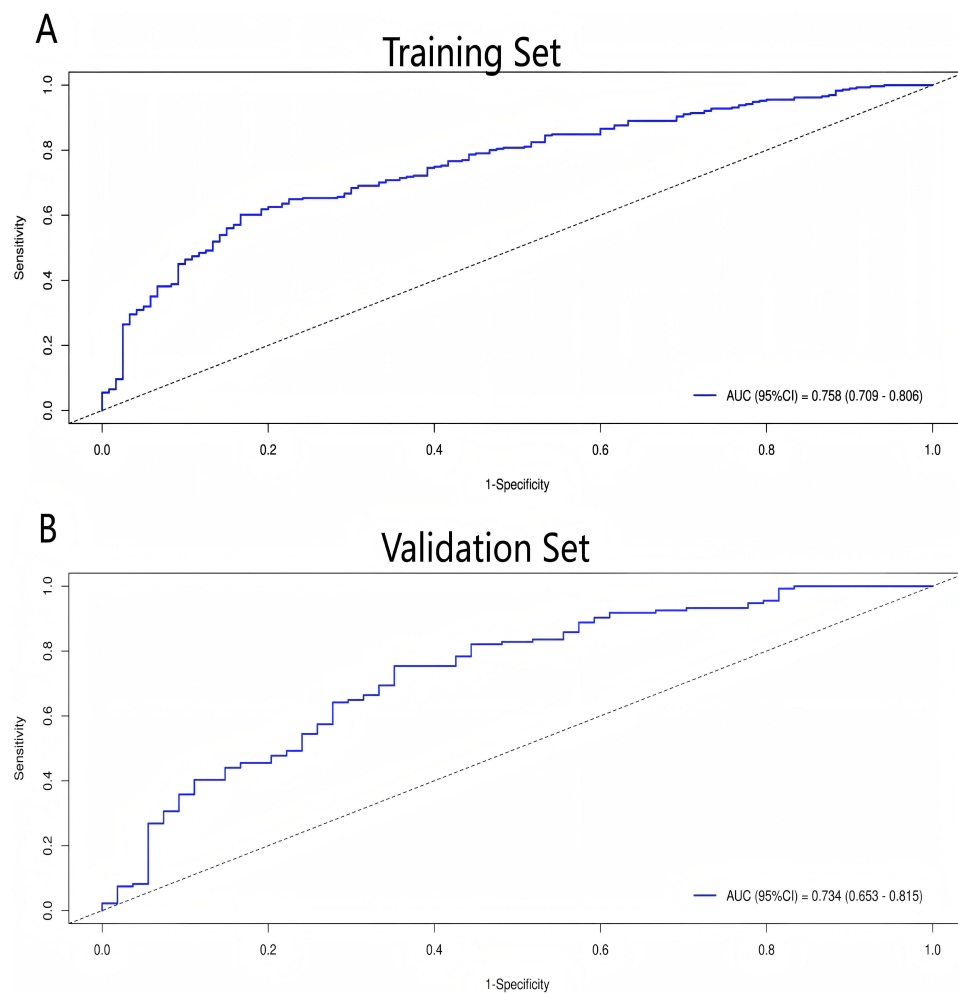 A
Training Set
1.0
0.8
0.6
0.4
0.2
0.0
Sensitivity
AUC (95%CI) = 0.758 (0.709 - 0.806)
0.0 0.2 0.4 0.6 0.8 1.0
1-Specificity
B
Validation Set
1.0
0.8
0.6
0.4
0.2
0.0
Sensitivity
AUC (95%CI) = 0.734 (0.653 - 0.815)
0.0 0.2 0.4 0.6 0.8 1.0
1-Specificity